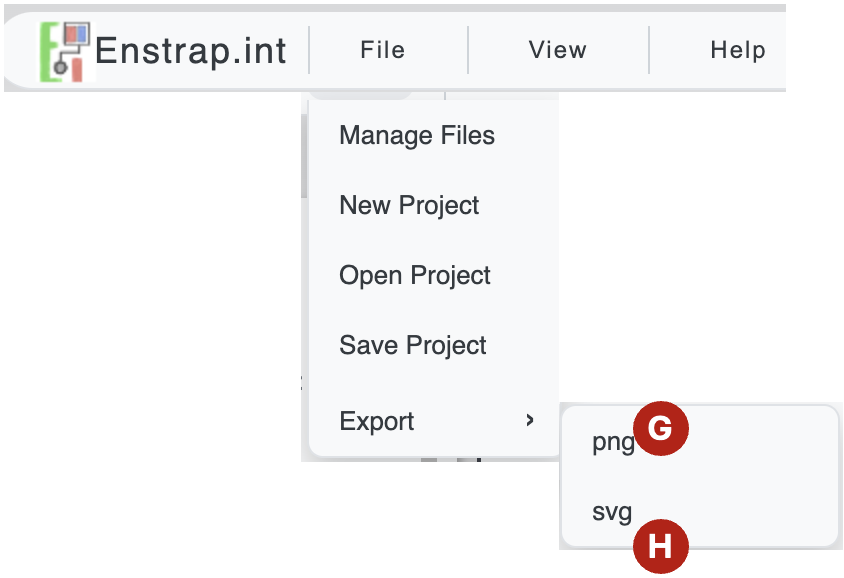 Enstrap.int File View Help
Manage Files
New Project
Open Project
Save Project
Export ›
png G
svg
H